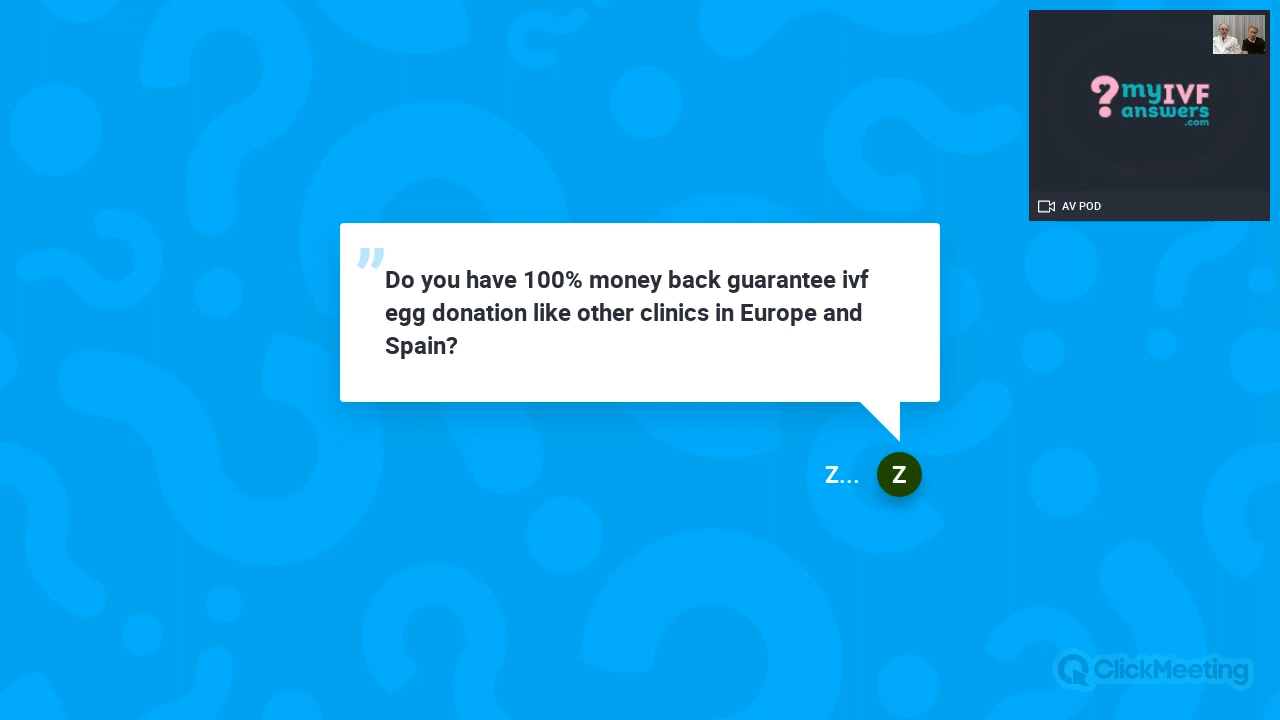 ?myIVF
answers
.com
AV POD
”
Do you have 100% money back guarantee ivf
egg donation like other clinics in Europe and
Spain?
Z...
Z
ClickMeeting